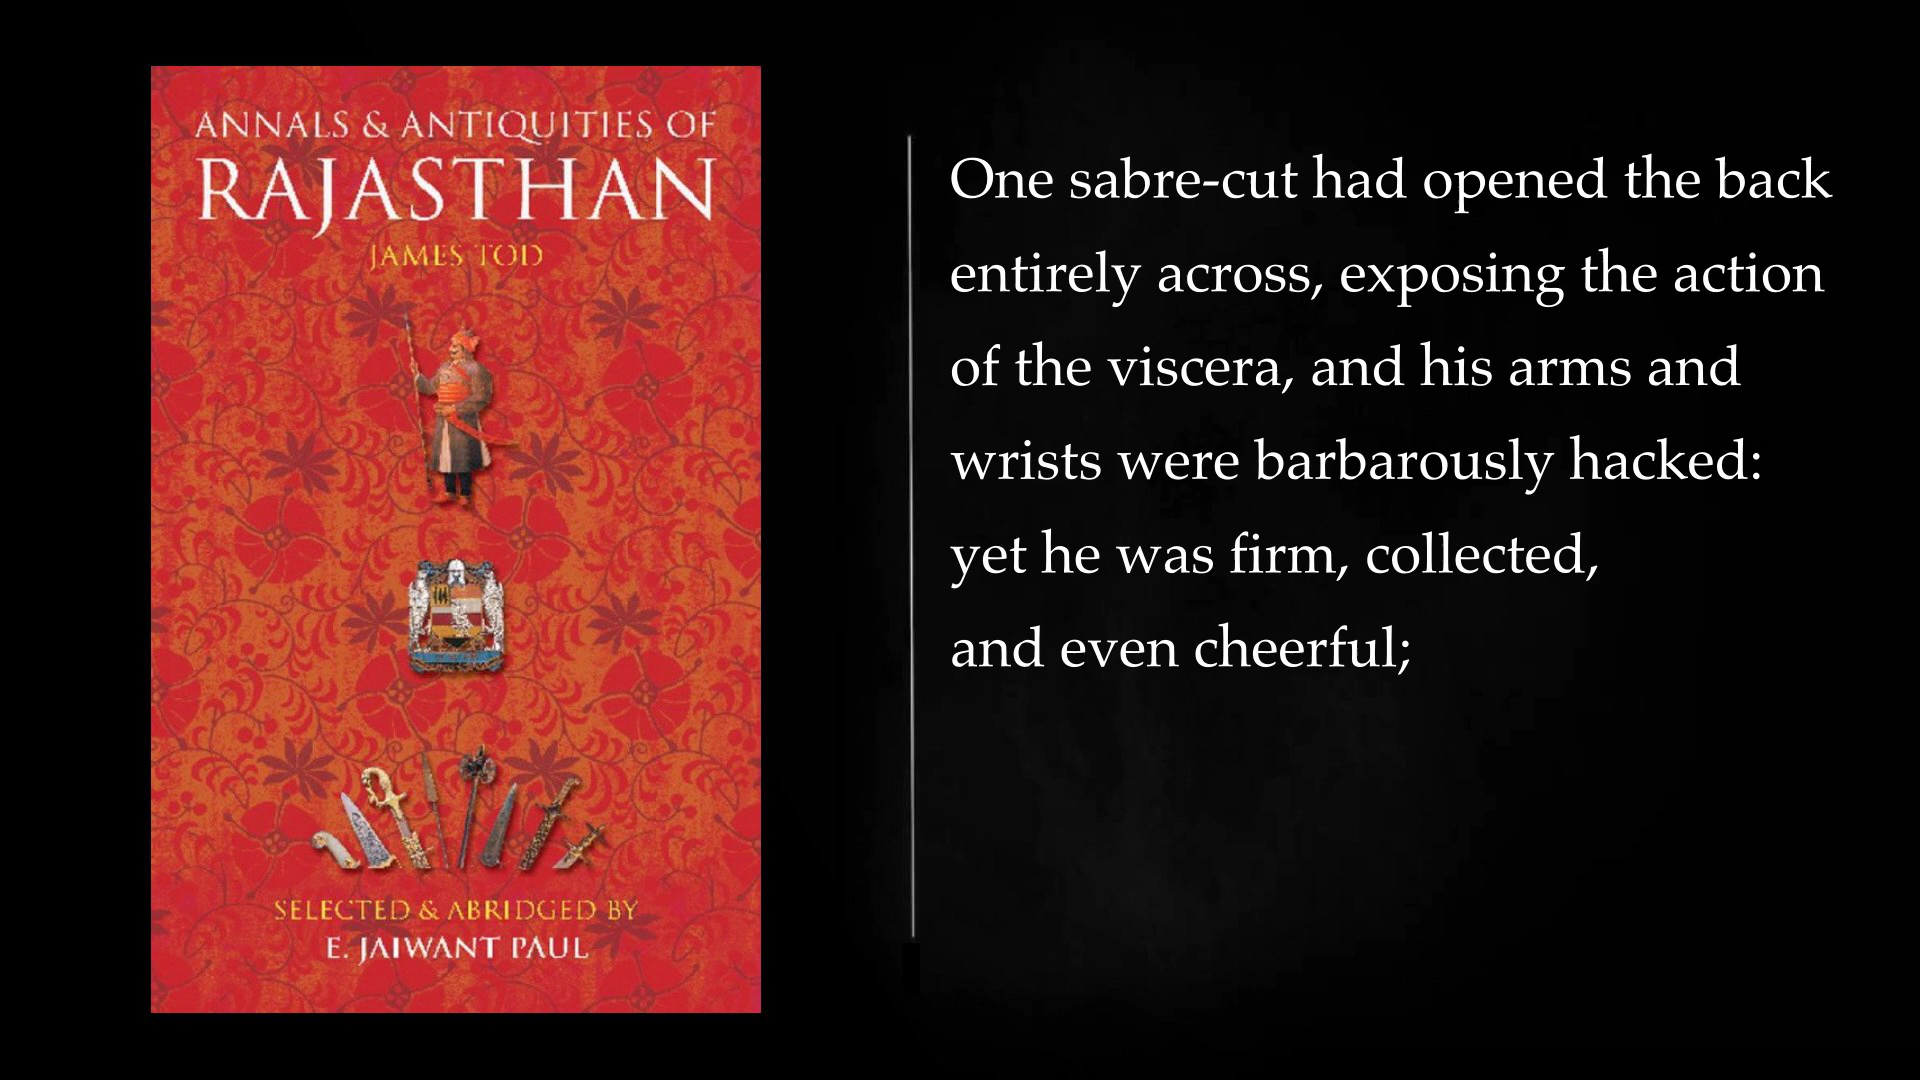 ANNALS & ANTIQUITIES OF
RAJASTHAN
JAMES TOD
SELECTED & ABRIDGED BY
E. JAIWANT PAUL
One sabre-cut had opened the back
entirely across, exposing the action
of the viscera, and his arms and
wrists were barbarously hacked:
yet he was firm, collected,
and even cheerful;